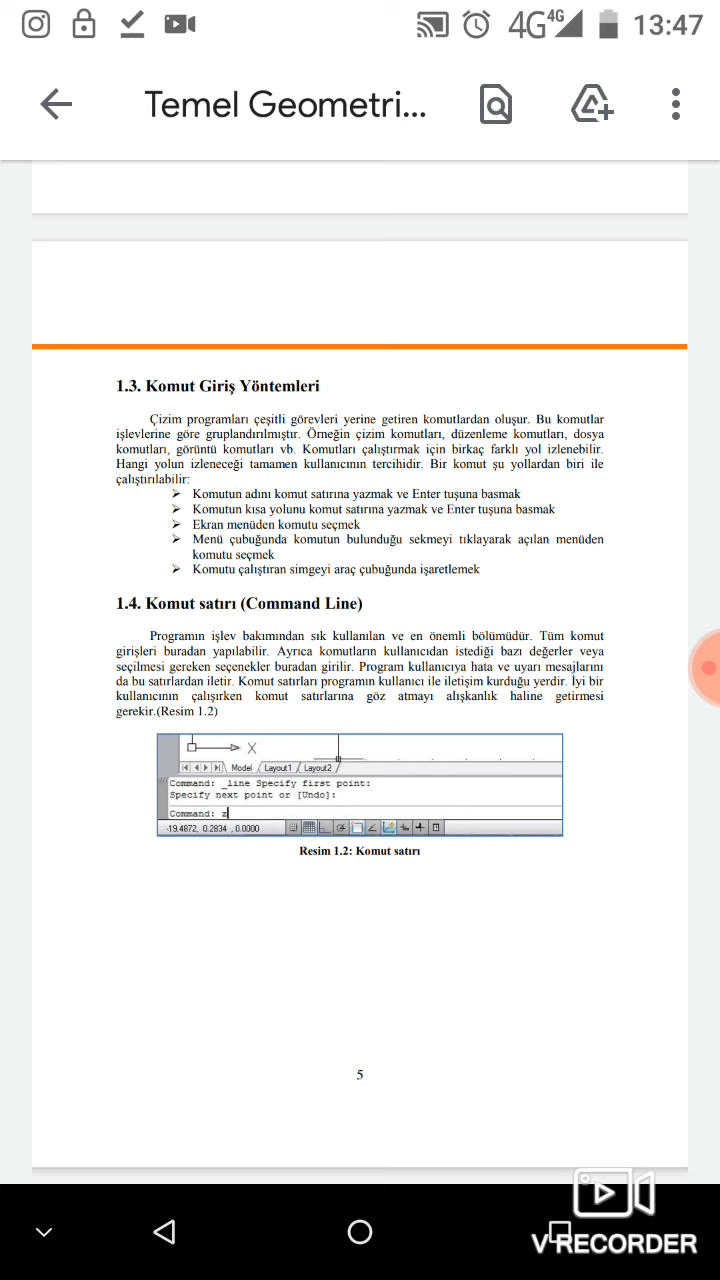 4G 4G 13:47
Temel Geometri...
1.3. Komut Giriş Yöntemleri
Çizim programları çeşitli görevleri yerine getiren komutlardan oluşur. Bu komutlar
işlevlerine göre gruplandırılmıştır. Örneğin çizim komutları, düzenleme komutları, dosya
komutları, görüntü komutları vb. Komutları çalıştırmak için birkaç farklı yol izlenebilir.
Hangi yolun izleneceği tamamen kullanıcının tercihidir. Bir komut şu yollardan biri ile
çalıştırılabilir:
➢ Komutun adını komut satırına yazmak ve Enter tuşuna basmak
➢ Komutun kısa yolunu komut satırına yazmak ve Enter tuşuna basmak
➢ Ekran menüden komutu seçmek
➢ Menü çubuğunda komutun bulunduğu sekmeyi tıklayarak açılan menüden
komutu seçmek
➢ Komutu çalıştıran simgeyi araç çubuğunda işaretlemek
1.4. Komut satırı (Command Line)
Programın işlev bakımından sık kullanılan ve en önemli bölümüdür. Tüm komut
girişleri buradan yapılabilir. Ayrıca komutların kullanıcıdan istediği bazı değerler veya
seçilmesi gereken seçenekler buradan girilir. Program kullanıcıya hata ve uyarı mesajlarını
da bu satırlardan iletir. Komut satırları programın kullanıcı ile iletişim kurduğu yerdir. İyi bir
kullanıcının çalışırken komut satırlarına göz atmayı alışkanlık haline getirmesi
gerekir.(Resim 1.2)
X
Model Layout1 Layout2
Command: _line Specify first point:
Specify next point or [Undo]:
Command: z
-19.4872, 0.2834 , 0.0000
Resim 1.2: Komut satırı
5
V RECORDER